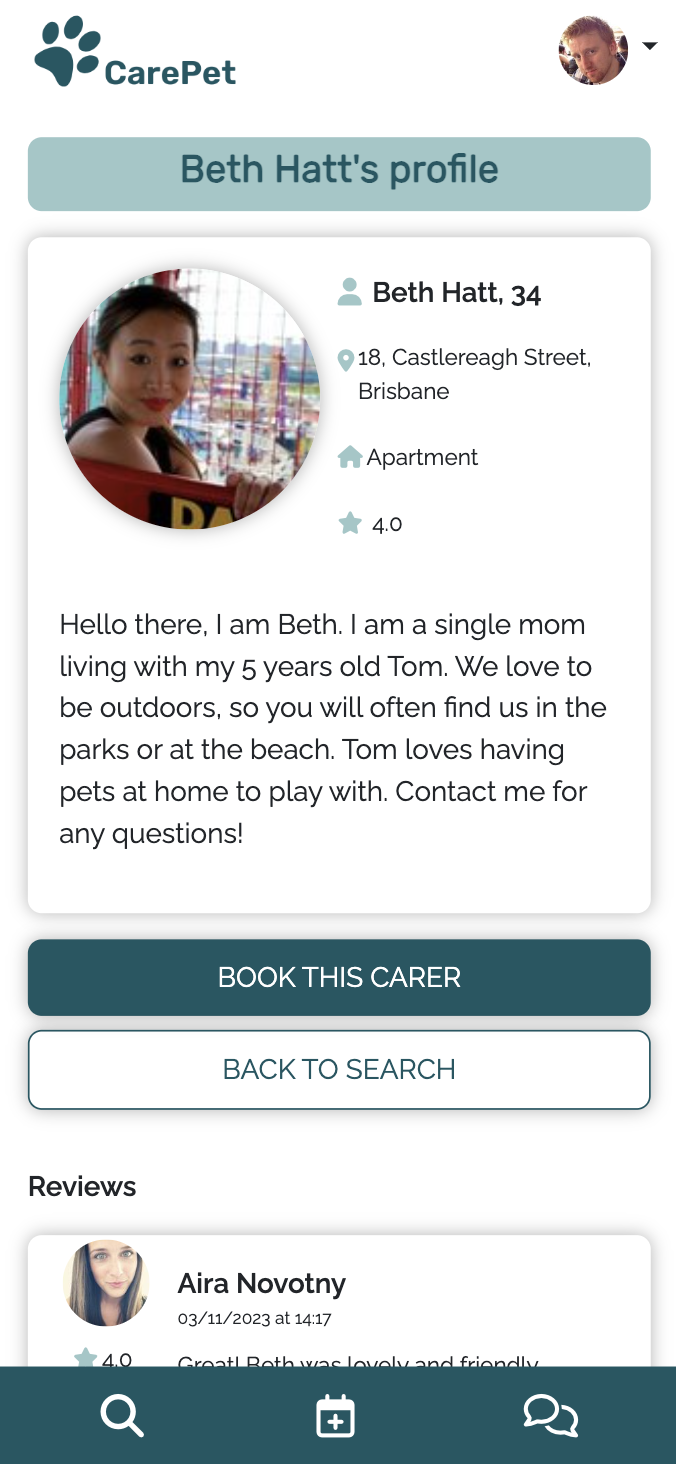 CarePet
Beth Hatt's profile
Beth Hatt, 34
18, Castlereagh Street,
Brisbane
Apartment
4.0
Hello there, I am Beth. I am a single mom
living with my 5 years old Tom. We love to
be outdoors, so you will often find us in the
parks or at the beach. Tom loves having
pets at home to play with. Contact me for
any questions!
BOOK THIS CARER
BACK TO SEARCH
Reviews
Aira Novotny
03/11/2023 at 14:17
4.0
Great! Beth was lovely and friendly